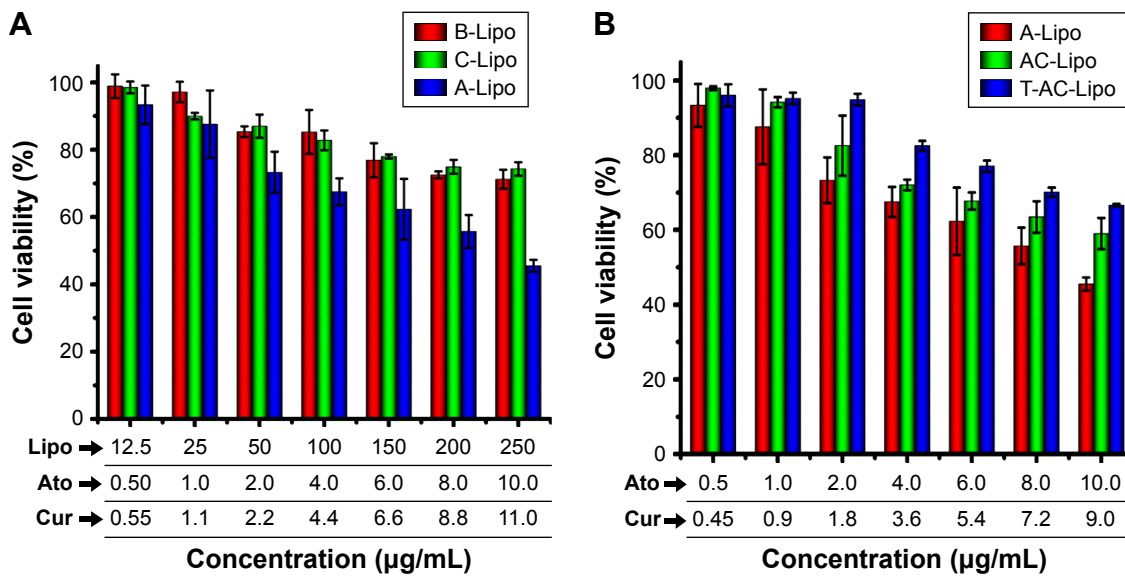 A
B-Lipo
C-Lipo
A-Lipo
Cell viability (%)
100
80
60
40
20
0
Lipo 12.5 25 50 100 150 200 250
Ato 0.50 1.0 2.0 4.0 6.0 8.0 10.0
Cur 0.55 1.1 2.2 4.4 6.6 8.8 11.0
Concentration (µg/mL)
B
A-Lipo
AC-Lipo
T-AC-Lipo
Cell viability (%)
100
80
60
40
20
0
Ato 0.5 1.0 2.0 4.0 6.0 8.0 10.0
Cur 0.45 0.9 1.8 3.6 5.4 7.2 9.0
Concentration (µg/mL)